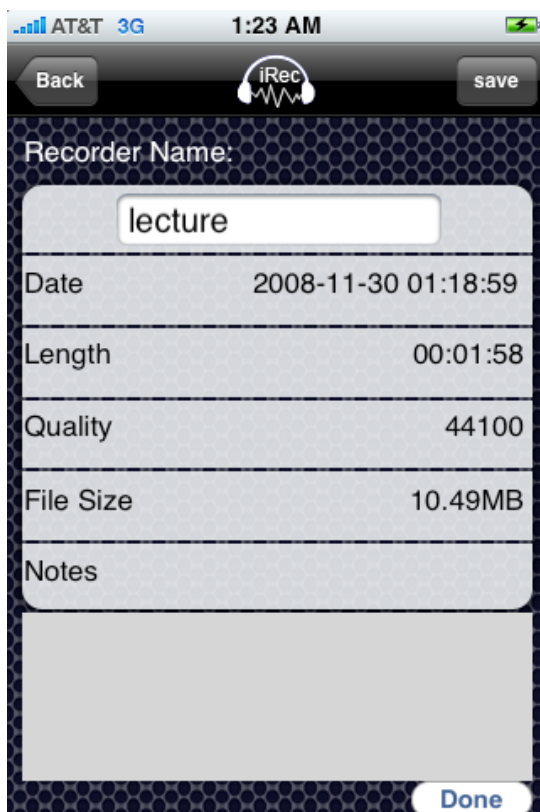 AT&T 3G 1:23 AM
Back iRec save
Recorder Name:
lecture
Date 2008-11-30 01:18:59
Length 00:01:58
Quality 44100
File Size 10.49MB
Notes
Done